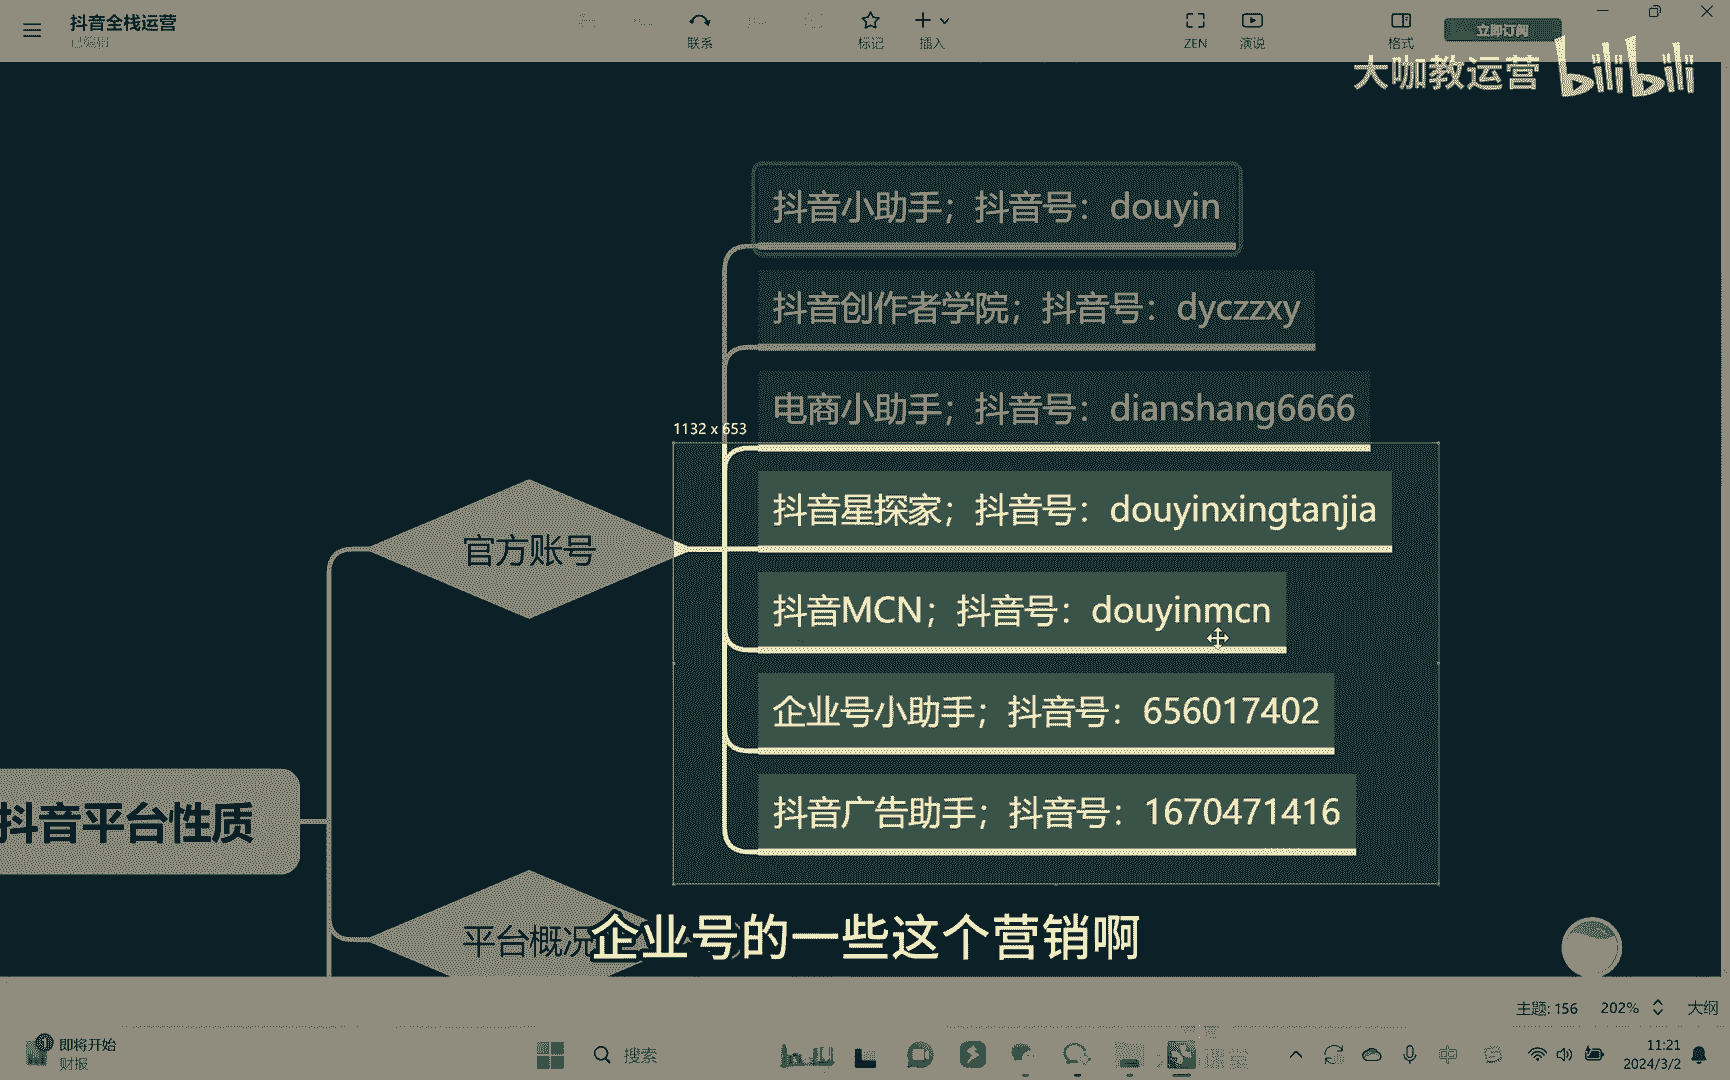 抖音全栈运营
已编辑
联系
标记
插入
ZEN
演说
格式
立即订阅
大咖教运营 bilibili
抖音小助手；抖音号：douyin
抖音创作者学院；抖音号：dyczzxy
电商小助手；抖音号：dianshang6666
1132 x 653
抖音星探家；抖音号：douyinxingtanjia
官方账号
抖音MCN；抖音号：douyinmcn
企业号小助手；抖音号：656017402
抖音广告助手；抖音号：1670471416
抖音平台性质
平台概况
企业号的一些这个营销啊
主题: 156
202%
大纲
1
即将开始
财报
搜索
中
11:21
2024/3/2